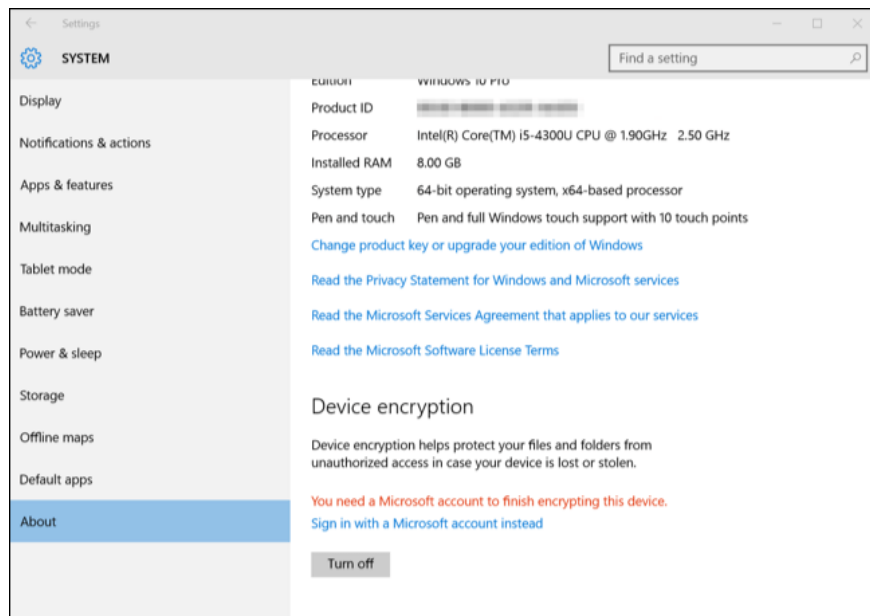 Settings
SYSTEM
Find a setting
Display
Notifications & actions
Apps & features
Multitasking
Tablet mode
Battery saver
Power & sleep
Storage
Offline maps
Default apps
About
Edition Windows 10 Pro
Product ID
Processor Intel(R) Core(TM) i5-4300U CPU @ 1.90GHz 2.50 GHz
Installed RAM 8.00 GB
System type 64-bit operating system, x64-based processor
Pen and touch Pen and full Windows touch support with 10 touch points
Change product key or upgrade your edition of Windows
Read the Privacy Statement for Windows and Microsoft services
Read the Microsoft Services Agreement that applies to our services
Read the Microsoft Software License Terms
Device encryption
Device encryption helps protect your files and folders from
unauthorized access in case your device is lost or stolen.
You need a Microsoft account to finish encrypting this device.
Sign in with a Microsoft account instead
Turn off